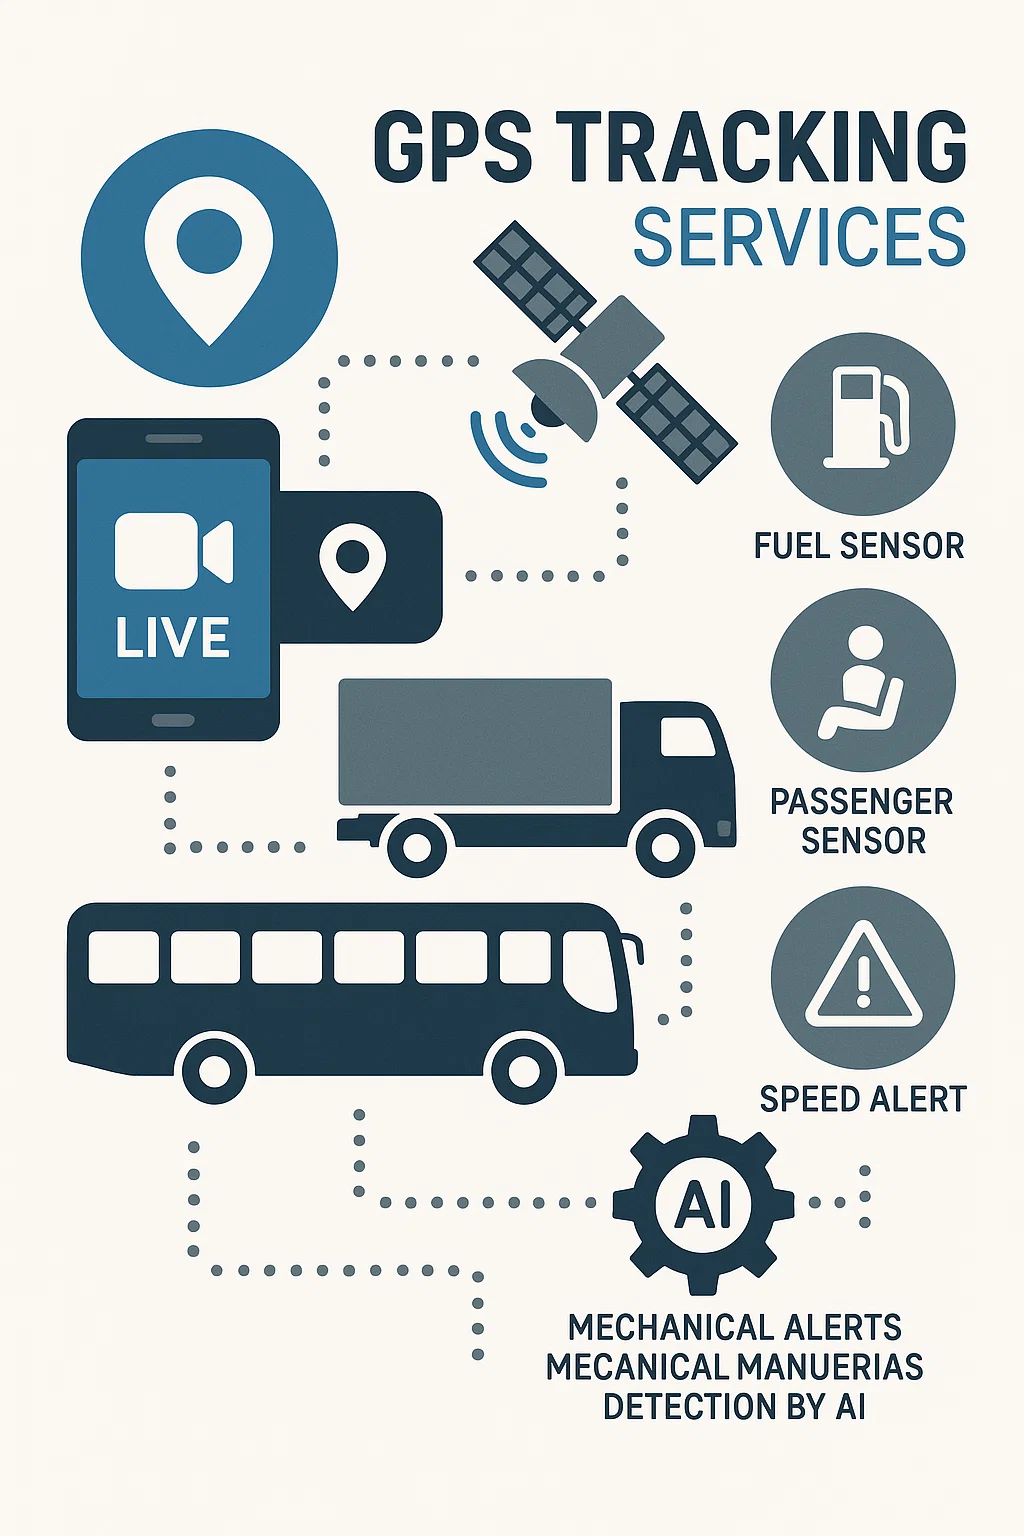 GPS TRACKING
SERVICES
LIVE
FUEL SENSOR
PASSENGER
SENSOR
SPEED ALERT
AI
MECHANICAL ALERTS
MECANICAL MANUERIAS
DETECTION BY AI